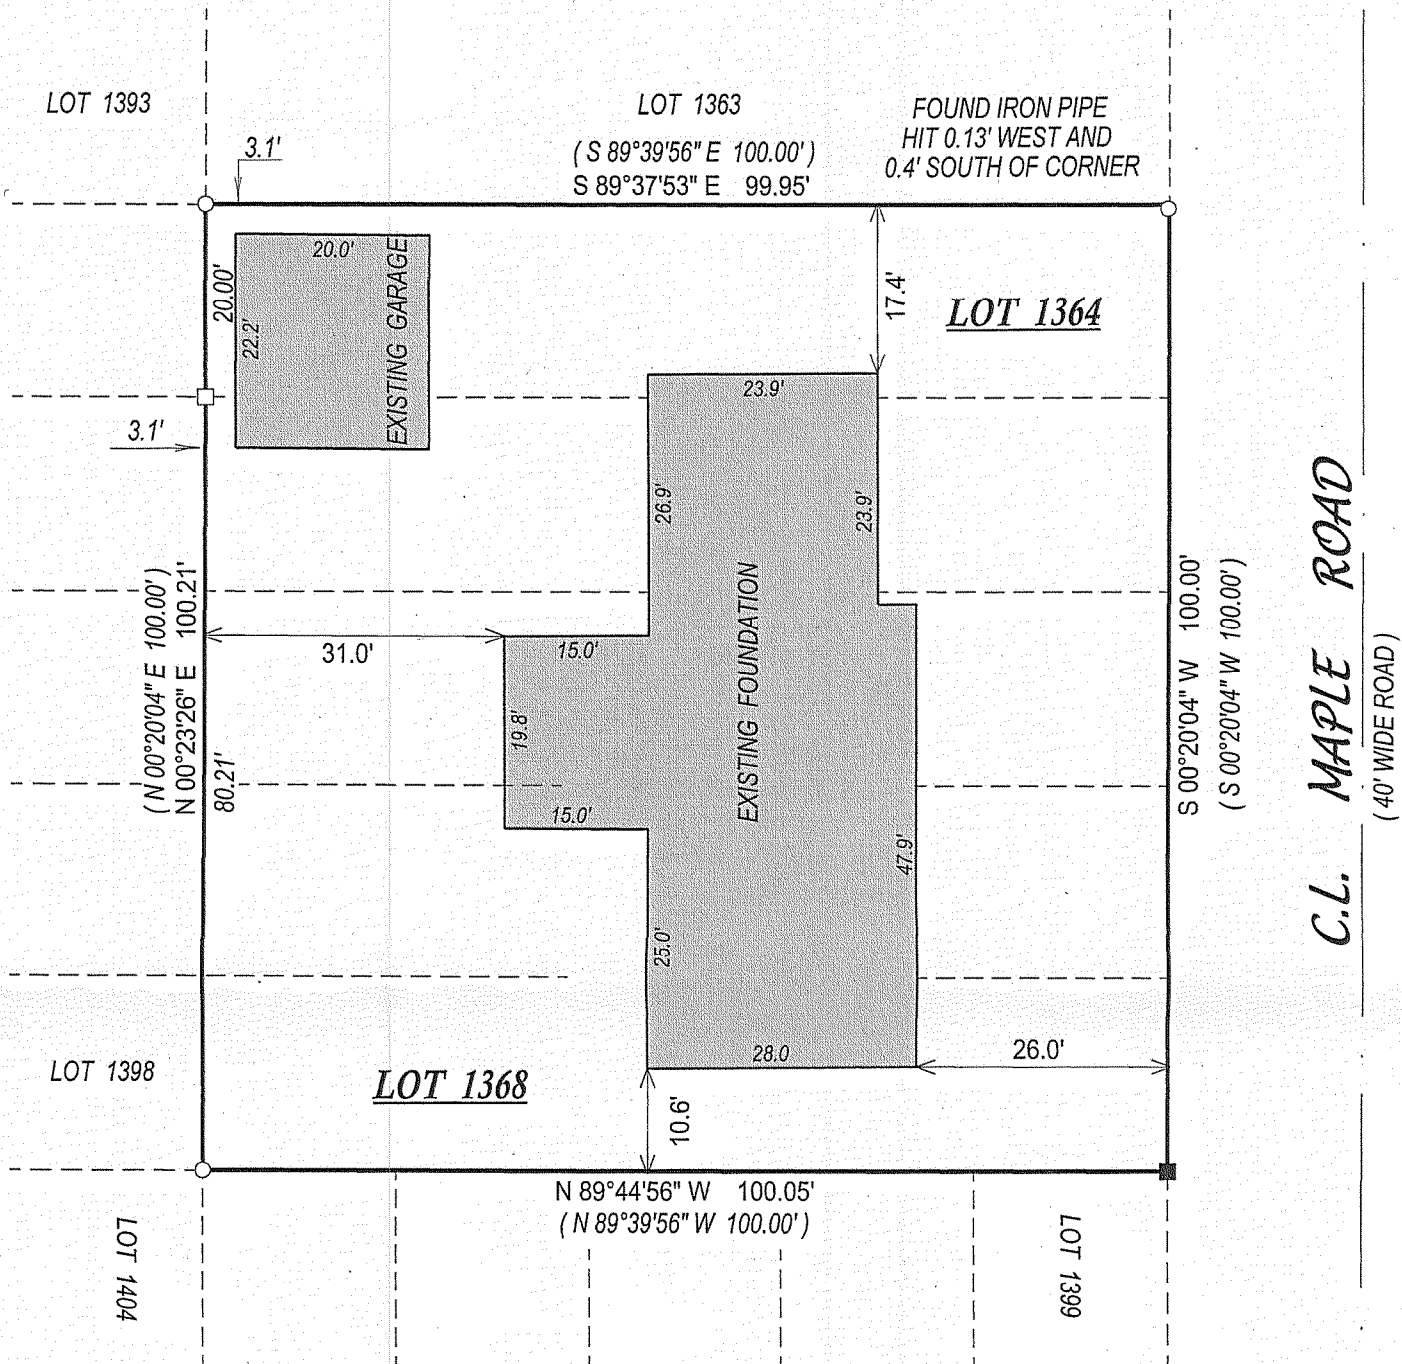 LOT 1393
LOT 1363
( S 89°39'56" E 100.00' )
S 89°37'53" E 99.95'
FOUND IRON PIPE
HIT 0.13' WEST AND
0.4' SOUTH OF CORNER
3.1'
20.0'
20.00'
22.2'
EXISTING GARAGE
17.4'
LOT 1364
3.1'
23.9'
26.9'
23.9'
( N 00°20'04" E 100.00' )
N 00°23'26" E 100.21'
80.21'
31.0'
15.0'
19.8'
15.0'
EXISTING FOUNDATION
47.9'
25.0'
28.0
26.0'
S 00°20'04" W 100.00'
( S 00°20'04" W 100.00' )
C.L. MAPLE ROAD
( 40' WIDE ROAD )
LOT 1398
LOT 1368
10.6'
N 89°44'56" W 100.05'
( N 89°39'56" W 100.00' )
LOT 1404
LOT 1399